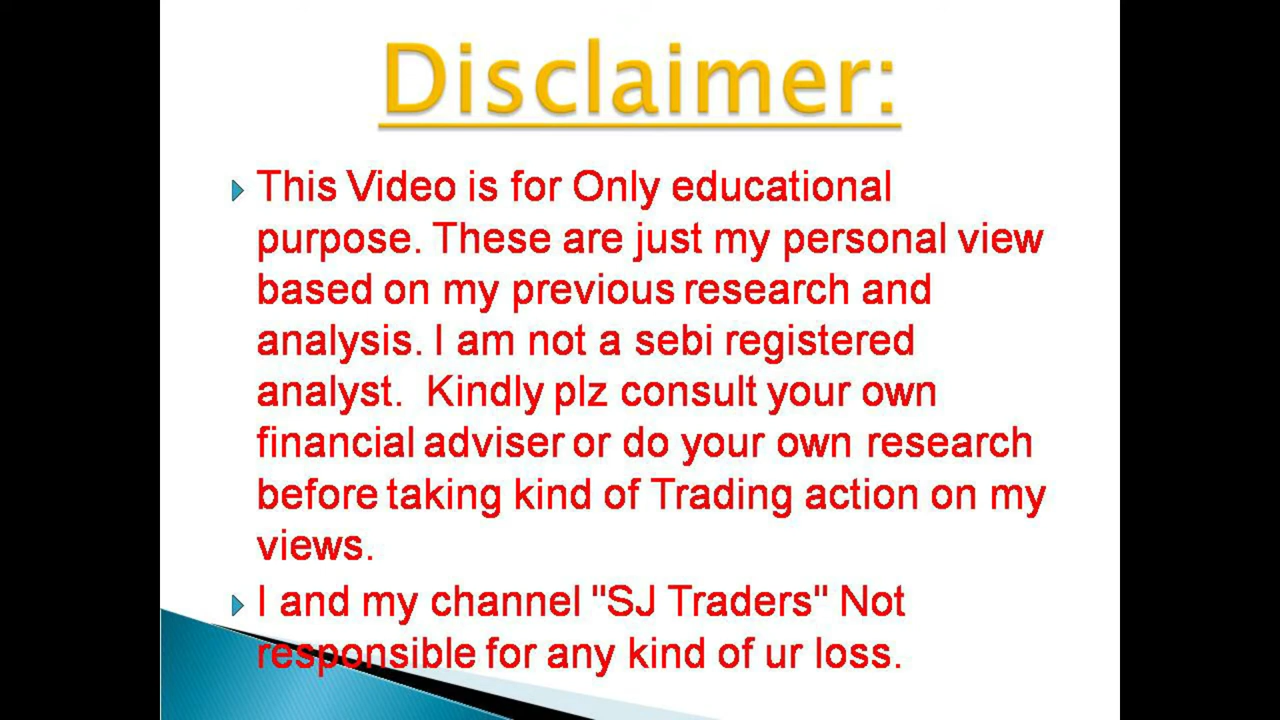 Disclaimer:
This Video is for Only educational
purpose. These are just my personal view
based on my previous research and
analysis. I am not a sebi registered
analyst.  Kindly plz consult your own
financial adviser or do your own research
before taking kind of Trading action on my
views.
I and my channel "SJ Traders" Not
responsible for any kind of ur loss.